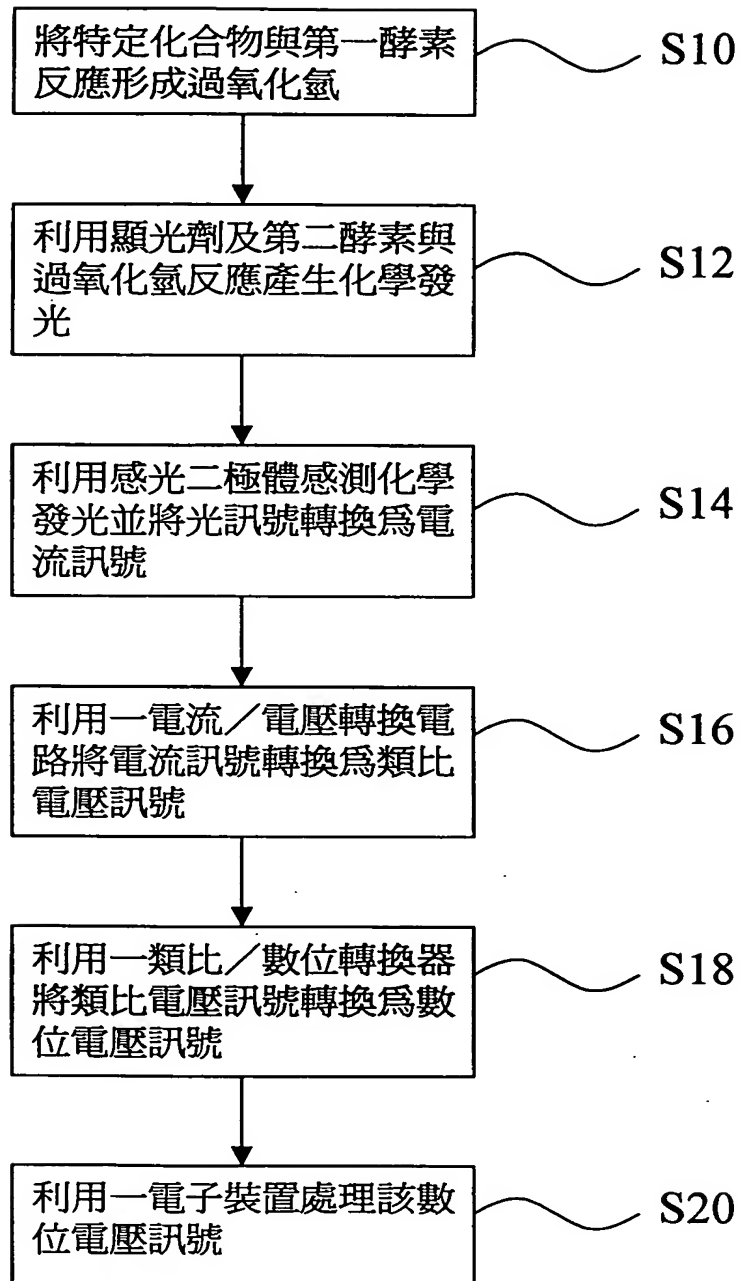 將特定化合物與第一酵素
反應形成過氧化氫
S10
利用顯光劑及第二酵素與
過氧化氫反應產生化學發
光
S12
利用感光二極體感測化學
發光並將光訊號轉換爲電
流訊號
S14
利用一電流／電壓轉換電
路將電流訊號轉換爲類比
電壓訊號
S16
利用一類比／數位轉換器
將類比電壓訊號轉換爲數
位電壓訊號
S18
利用一電子裝置處理該數
位電壓訊號
S20